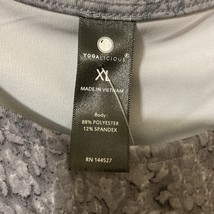 YOGALICIOUS
XL
MADE IN VIETNAM
Body:
88% POLYESTER
12% SPANDEX
RN 144527